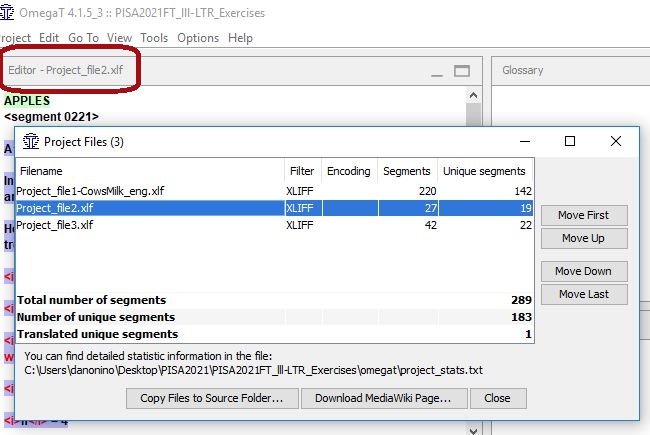 OmegaT 4.1.5_3 :: PISA2021FT_lll-LTR_Exercises
roject Edit Go To View Tools Options Help
Editor - Project_file2.xlf
Glossary
APPLES
<segment 0221>
Project Files (3)
Filename Filter Encoding Segments Unique segments
Project_file1-CowsMilk_eng.xlf XLIFF 220 142
Project_file2.xlf XLIFF 27 19
Project_file3.xlf XLIFF 42 22
Move First
Move Up
Move Down
Move Last
Total number of segments 289
Number of unique segments 183
Translated unique segments 1
You can find detailed statistic information in the file:
C:\Users\danonino\Desktop\PISA2021\PISA2021FT_lll-LTR_Exercises\omegat\project_stats.txt
Copy Files to Source Folder... Download MediaWiki Page... Close